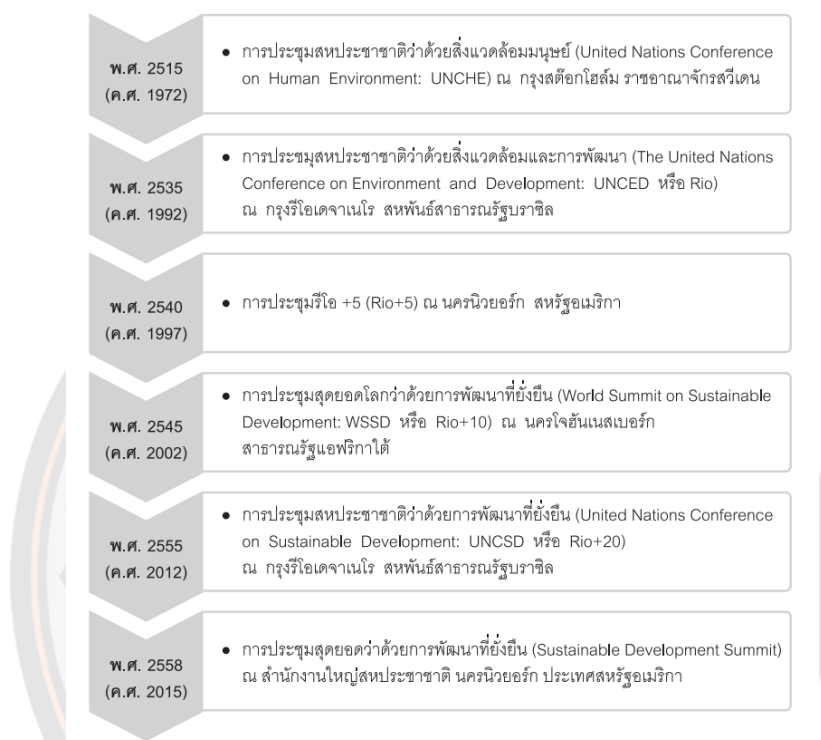 พ.ศ. 2515
(ค.ศ. 1972)
● การประชุมสหประชาชาติว่าด้วยสิ่งแวดล้อมมนุษย์ (United Nations Conference
on Human Environment: UNCHE) ณ กรุงสต๊อกโฮล์ม ราชอาณาจักรสวีเดน
พ.ศ. 2535
(ค.ศ. 1992)
● การประชมุสหประชาชาติว่าด้วยสิ่งแวดล้อมและการพัฒนา (The United Nations
Conference on Environment and Development: UNCED หรือ Rio)
ณ กรุงรีโอเดจาเนโร สหพันธ์สาธารณรัฐบราซิล
พ.ศ. 2540
(ค.ศ. 1997)
● การประชุมรีโอ +5 (Rio+5) ณ นครนิวยอร์ก สหรัฐอเมริกา
พ.ศ. 2545
(ค.ศ. 2002)
● การประชุมสุดยอดโลกว่าด้วยการพัฒนาที่ยั่งยืน (World Summit on Sustainable
Development: WSSD หรือ Rio+10) ณ นครโจฮันเนสเบอร์ก
สาธารณรัฐแอฟริกาใต้
พ.ศ. 2555
(ค.ศ. 2012)
● การประชุมสหประชาชาติว่าด้วยการพัฒนาที่ยั่งยืน (United Nations Conference
on Sustainable Development: UNCSD หรือ Rio+20)
ณ กรุงรีโอเดจาเนโร สหพันธ์สาธารณรัฐบราซิล
พ.ศ. 2558
(ค.ศ. 2015)
● การประชุมสุดยอดว่าด้วยการพัฒนาที่ยั่งยืน (Sustainable Development Summit)
ณ สำนักงานใหญ่สหประชาชาติ นครนิวยอร์ก ประเทศสหรัฐอเมริกา